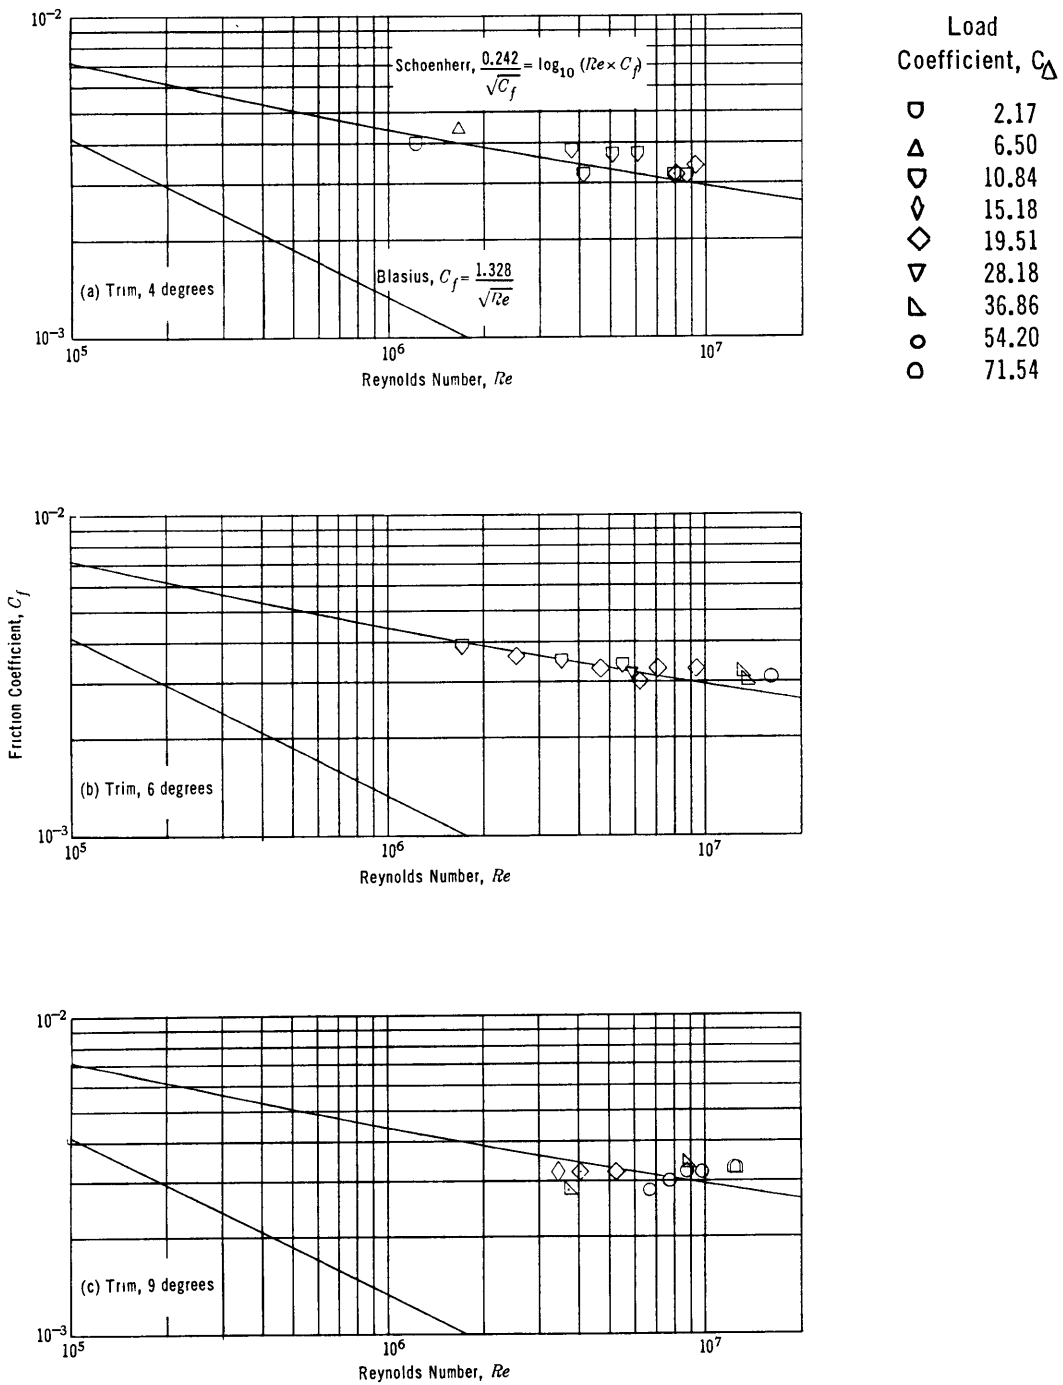 10⁻²
Schoenherr, 0.242/√C_f = log₁₀ (Re × C_f)
Blasius, C_f = 1.328/√Re
(a) Trim, 4 degrees
10⁻³
10⁵ 10⁶ 10⁷
Reynolds Number, Re
Load
Coefficient, C_Δ
2.17
6.50
10.84
15.18
19.51
28.18
36.86
54.20
71.54
Friction Coefficient, C_f
10⁻²
(b) Trim, 6 degrees
10⁻³
10⁵ 10⁶ 10⁷
Reynolds Number, Re
10⁻²
(c) Trim, 9 degrees
10⁻³
10⁵ 10⁶ 10⁷
Reynolds Number, Re